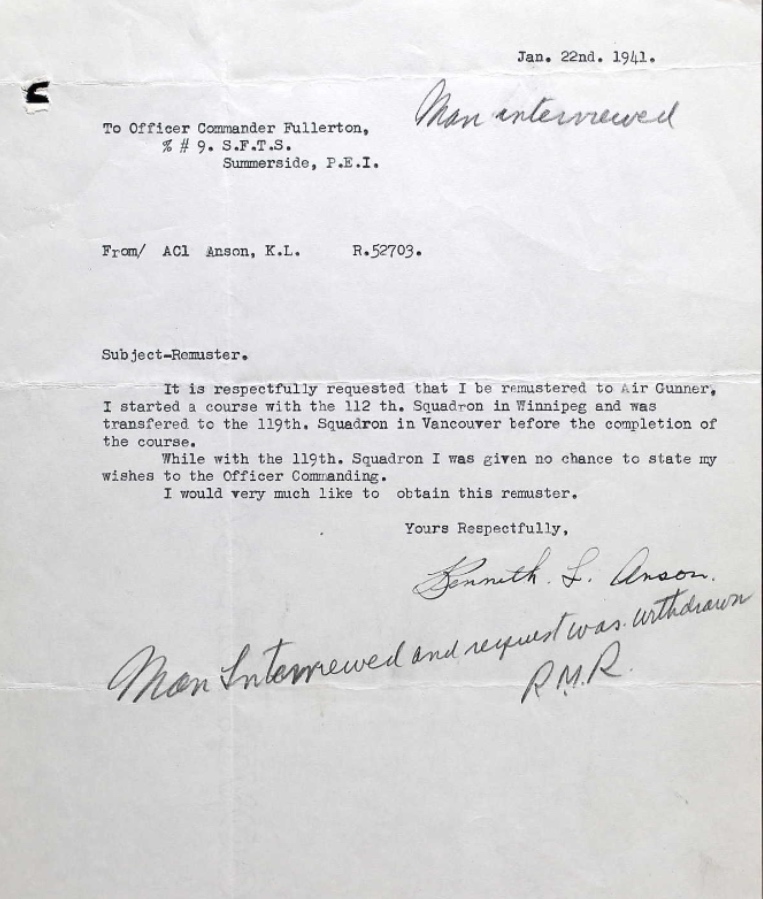 Jan. 22nd. 1941.
Man interviewed
To Officer Commander Fullerton,
% # 9. S.F.T.S.
Summerside, P.E.I.
From/ AC1 Anson, K.L. R.52703.
Subject-Remuster.
It is respectfully requested that I be remustered to Air Gunner,
I started a course with the 112 th. Squadron in Winnipeg and was
transfered to the 119th. Squadron in Vancouver before the completion of
the course.
While with the 119th. Squadron I was given no chance to state my
wishes to the Officer Commanding.
I would very much like to obtain this remuster.
Yours Respectfully,
Kenneth. L. Anson.
Man Interviewed and request was withdrawn
R.M.R.